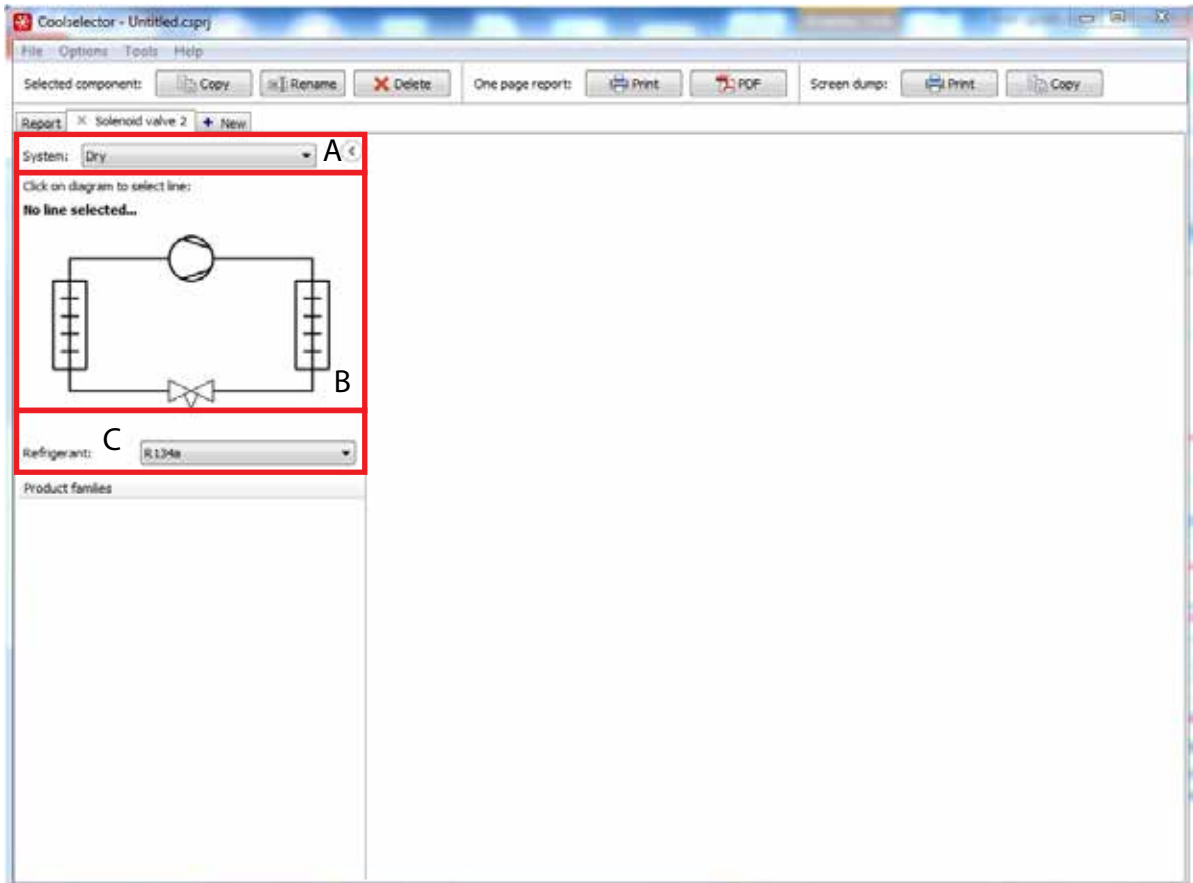 Coolselector - Untitled.csprj
File Options Tools Help
Selected component: Copy Rename Delete One page report: Print PDF Screen dump: Print Copy
Report Solenoid valve 2 New
System: Dry A
Click on diagram to select line:
No line selected...
B
Refrigerant: C R134a
Product families